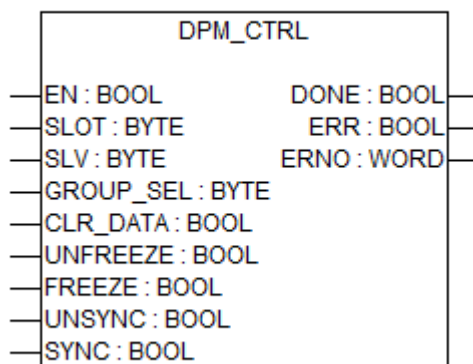 DPM_CTRL
EN : BOOL DONE : BOOL
SLOT : BYTE ERR : BOOL
SLV : BYTE ERNO : WORD
GROUP_SEL : BYTE
CLR_DATA : BOOL
UNFREEZE : BOOL
FREEZE : BOOL
UNSYNC : BOOL
SYNC : BOOL